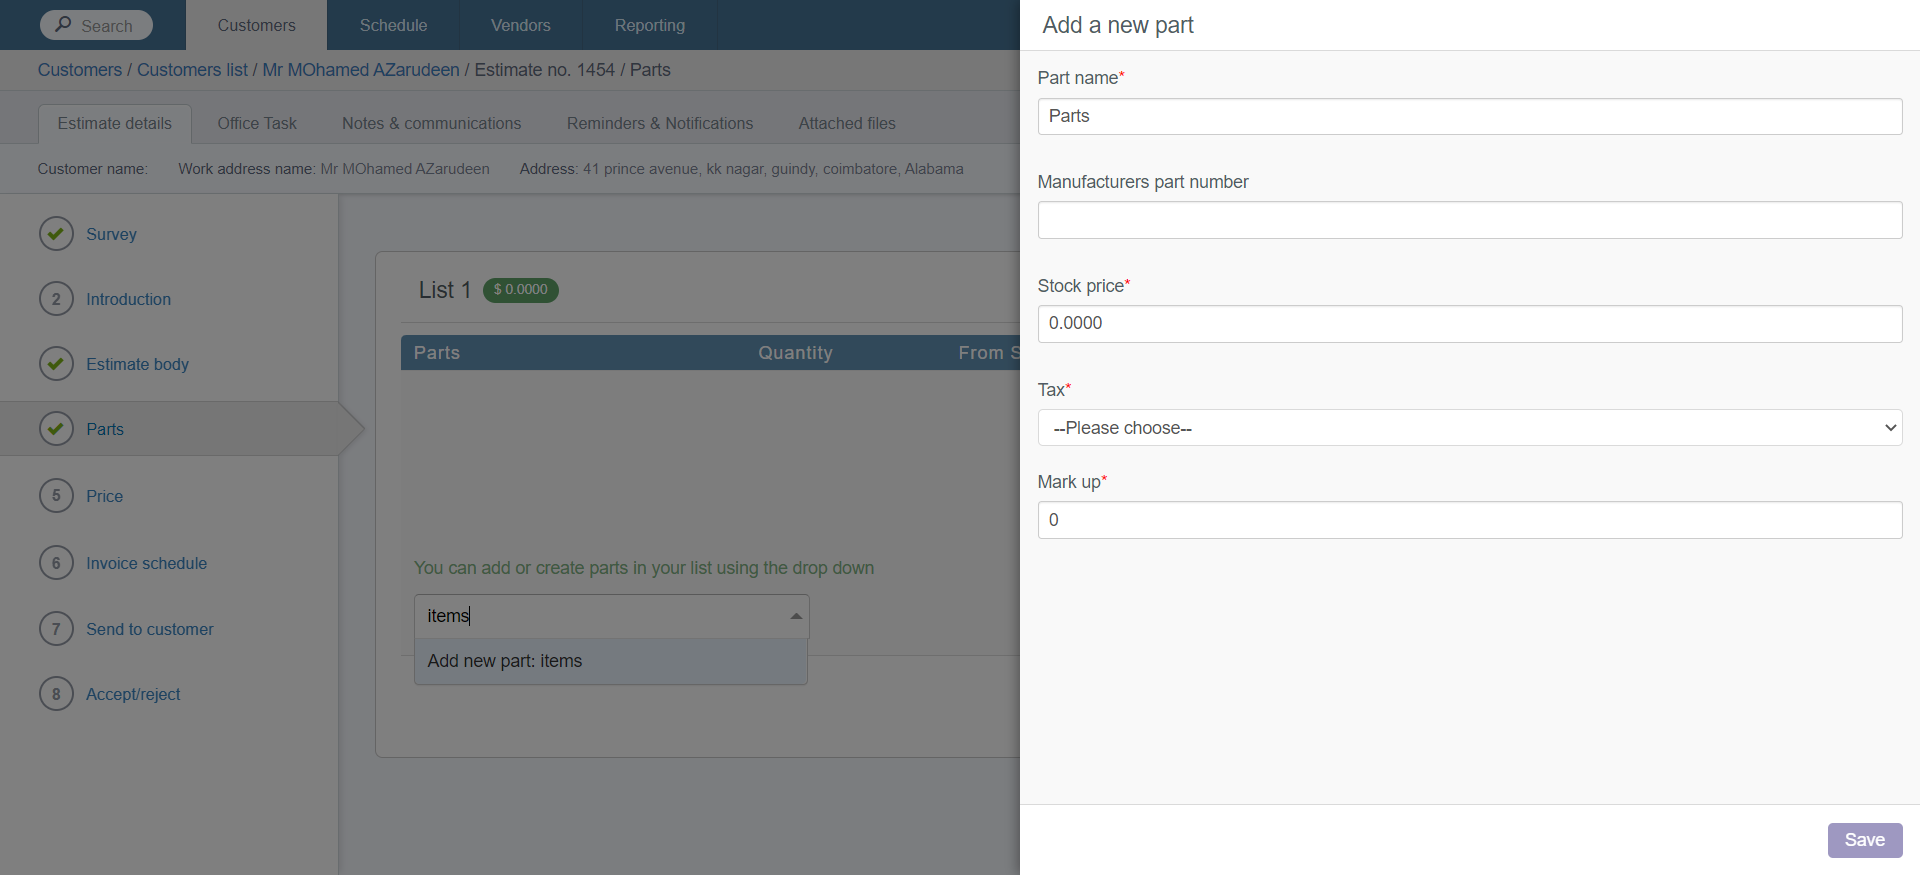 Search
Customers
Schedule
Vendors
Reporting
Customers / Customers list / Mr MOhamed AZarudeen / Estimate no. 1454 / Parts
Estimate details
Office Task
Notes & communications
Reminders & Notifications
Attached files
Customer name:
Work address name: Mr MOhamed AZarudeen
Address: 41 prince avenue, kk nagar, guindy, coimbatore, Alabama
Survey
2 Introduction
Estimate body
Parts
5 Price
6 Invoice schedule
7 Send to customer
8 Accept/reject
List 1 $ 0.0000
Parts Quantity From S
You can add or create parts in your list using the drop down
items
Add new part: items
Add a new part
Part name*
Parts
Manufacturers part number
Stock price*
0.0000
Tax*
--Please choose--
Mark up*
0
Save